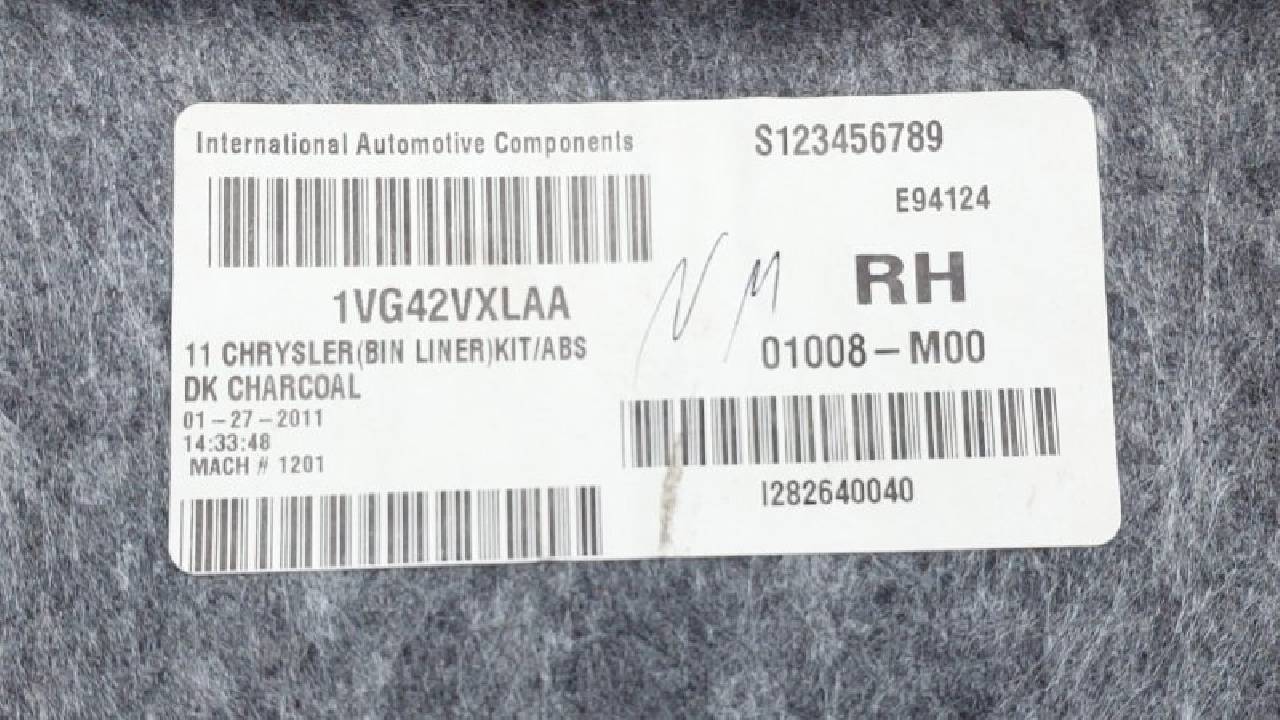 International Automotive Components
S123456789
E94124
1VG42VXLAA
RH
N M
11 CHRYSLER(BIN LINER)KIT/ABS
01008-M00
DK CHARCOAL
01-27-2011
14:33:48
MACH # 1201
I282640040